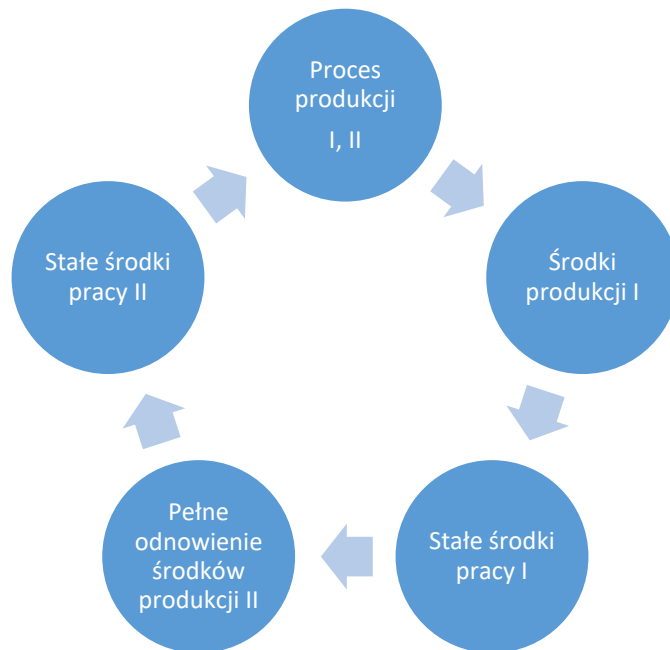 Proces
produkcji
I, II
Środki
produkcji I
Stałe środki
pracy I
Pełne
odnowienie
środków
produkcji II
Stałe środki
pracy II